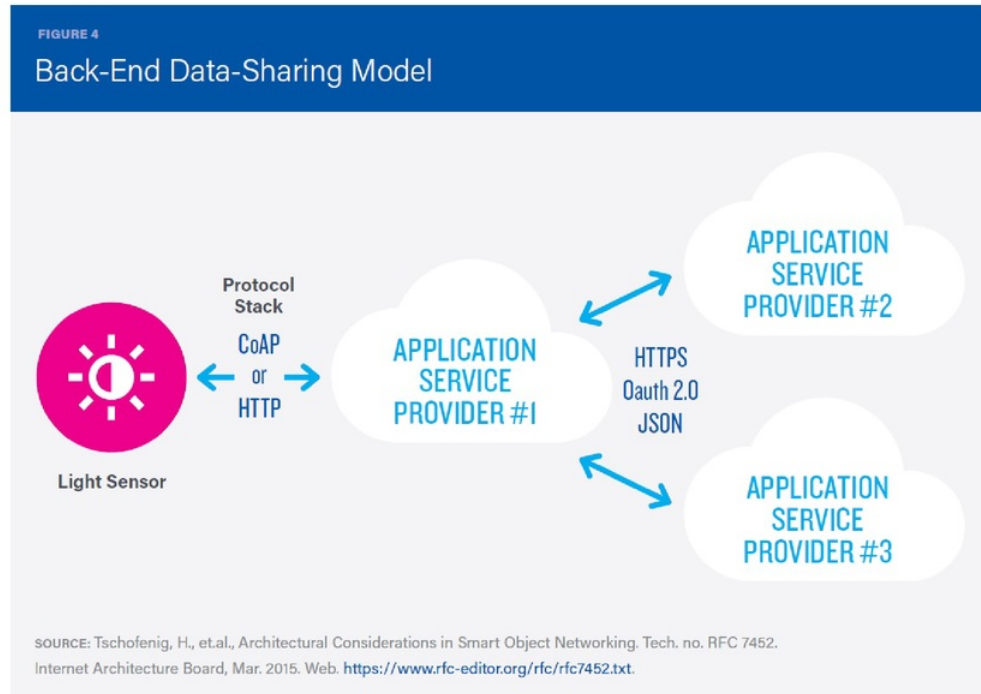 FIGURE 4
Back-End Data-Sharing Model
Protocol
Stack
CoAP
or
HTTP
Light Sensor
APPLICATION
SERVICE
PROVIDER #1
HTTPS
Oauth 2.0
JSON
APPLICATION
SERVICE
PROVIDER #2
APPLICATION
SERVICE
PROVIDER #3
SOURCE: Tschofenig, H., et.al., Architectural Considerations in Smart Object Networking. Tech. no. RFC 7452.
Internet Architecture Board, Mar. 2015. Web. https://www.rfc-editor.org/rfc/rfc7452.txt.